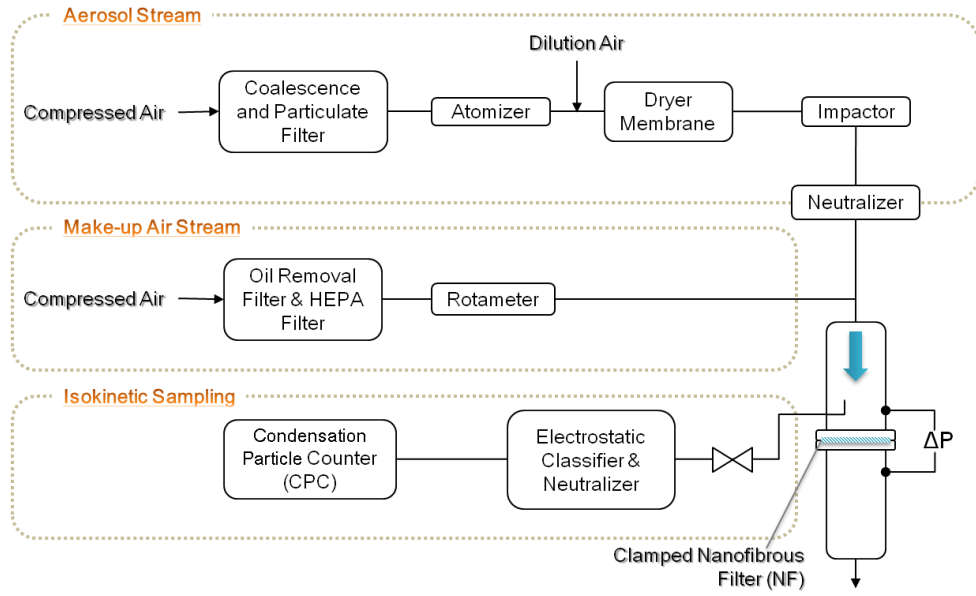 Aerosol Stream
Dilution Air
Compressed Air
Coalescence
and Particulate
Filter
Atomizer
Dryer
Membrane
Impactor
Neutralizer
Make-up Air Stream
Compressed Air
Oil Removal
Filter & HEPA
Filter
Rotameter
Isokinetic Sampling
Condensation
Particle Counter
(CPC)
Electrostatic
Classifier &
Neutralizer
ΔP
Clamped Nanofibrous
Filter (NF)